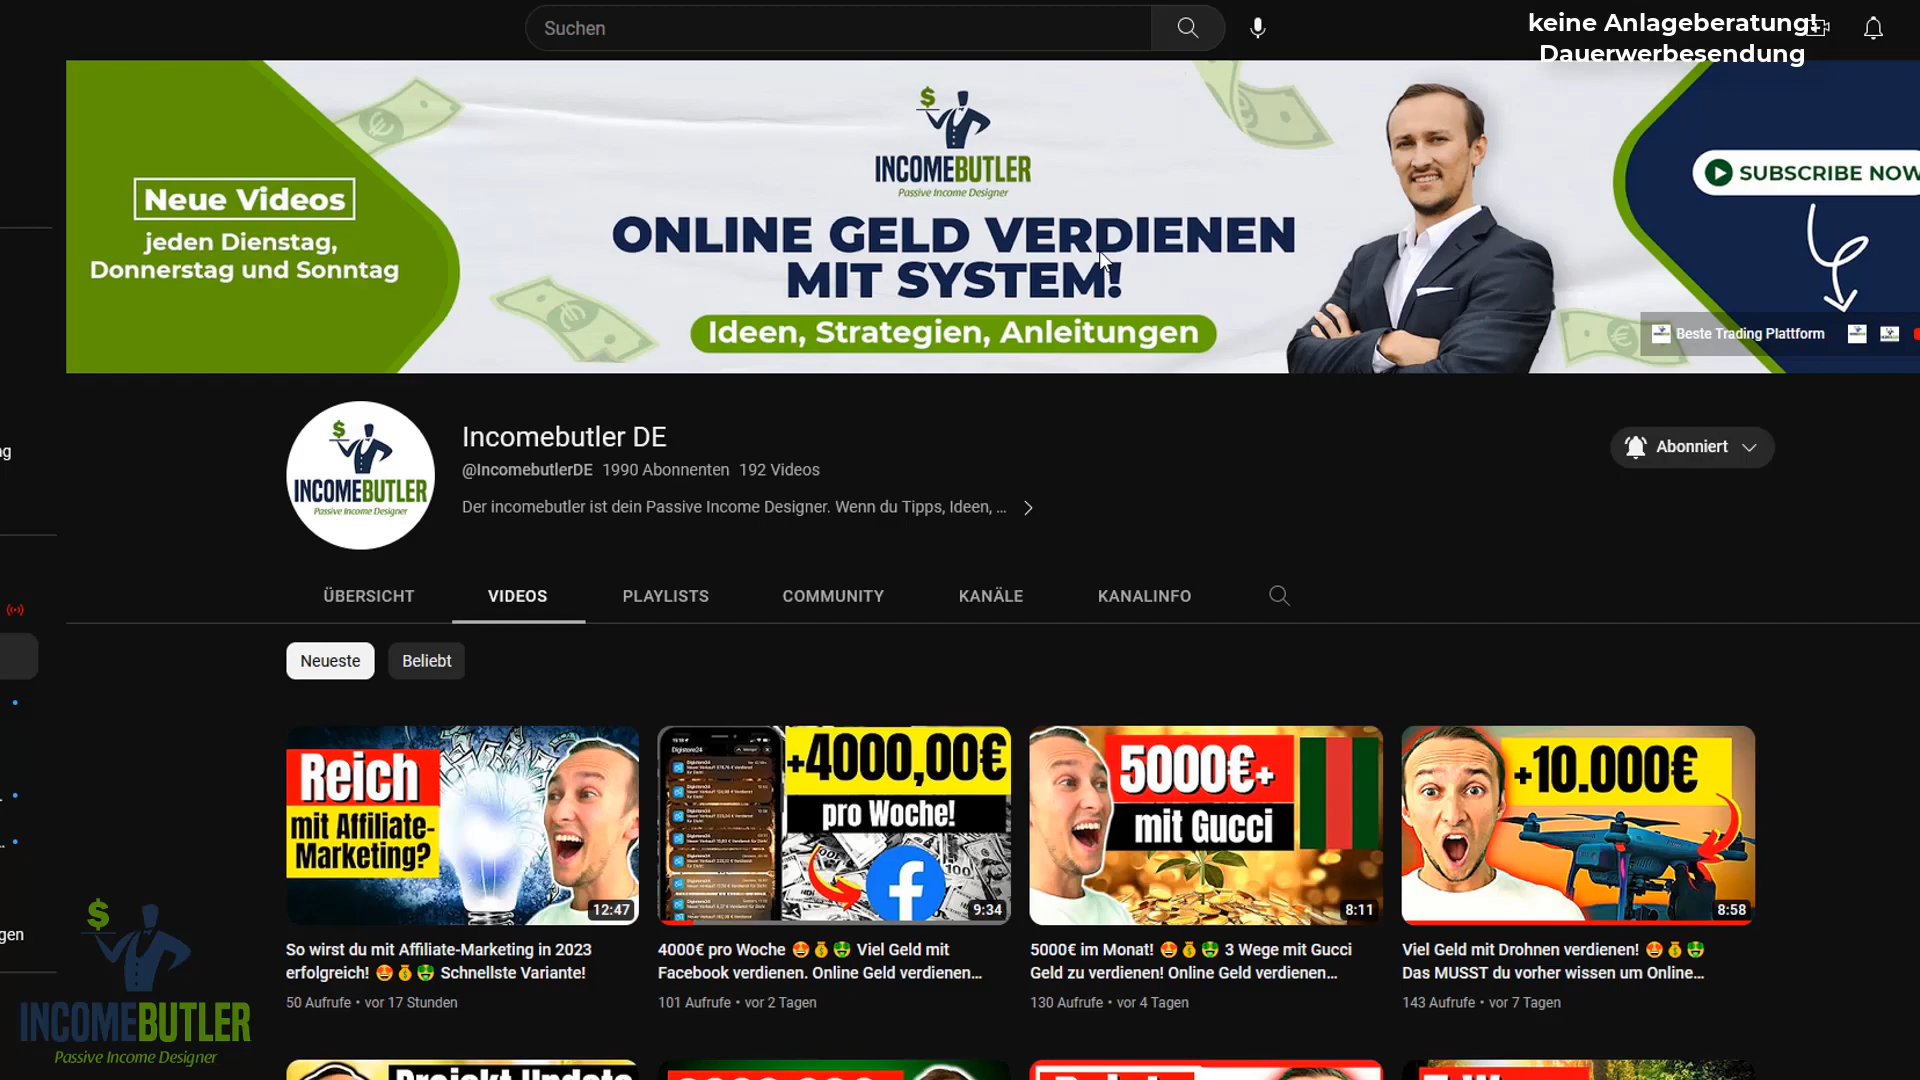 Suchen
keine Anlageberatung!
Dauerwerbesendung
Neue Videos
jeden Dienstag,
Donnerstag und Sonntag
$
INCOMEBUTLER
Passive Income Designer
ONLINE GELD VERDIENEN
MIT SYSTEM!
Ideen, Strategien, Anleitungen
SUBSCRIBE NOW
Beste Trading Plattform
$
INCOMEBUTLER
Passive Income Designer
Incomebutler DE
@IncomebutlerDE 1990 Abonnenten 192 Videos
Der incomebutler ist dein Passive Income Designer. Wenn du Tipps, Ideen, ...
Abonniert
ÜBERSICHT
VIDEOS
PLAYLISTS
COMMUNITY
KANÄLE
KANALINFO
Neueste
Beliebt
Reich
mit Affiliate-
Marketing?
12:47
Digistore24
+4000,00€
pro Woche!
9:34
5000€+
mit Gucci
8:11
+10.000€
8:58
So wirst du mit Affiliate-Marketing in 2023
erfolgreich! 🤩💰🤑 Schnellste Variante!
50 Aufrufe • vor 17 Stunden
4000€ pro Woche 🤩💰🤑 Viel Geld mit
Facebook verdienen. Online Geld verdienen...
101 Aufrufe • vor 2 Tagen
5000€ im Monat! 🤩💰🤑 3 Wege mit Gucci
Geld zu verdienen! Online Geld verdienen...
130 Aufrufe • vor 4 Tagen
Viel Geld mit Drohnen verdienen! 🤩💰🤑
Das MUSST du vorher wissen um Online...
143 Aufrufe • vor 7 Tagen
$
INCOMEBUTLER
Passive Income Designer
Projekt Update